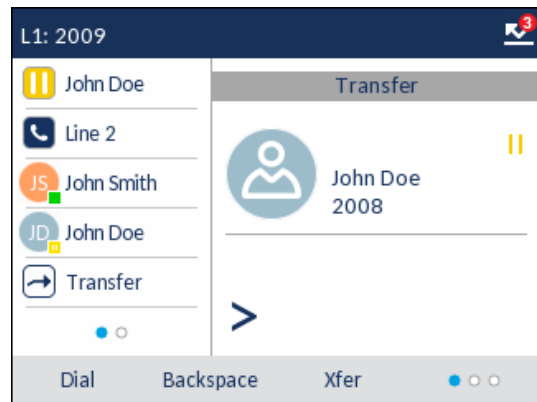 L1: 2009
3
John Doe
Line 2
JS John Smith
JD John Doe
Transfer
Transfer
John Doe
2008
>
Dial Backspace Xfer